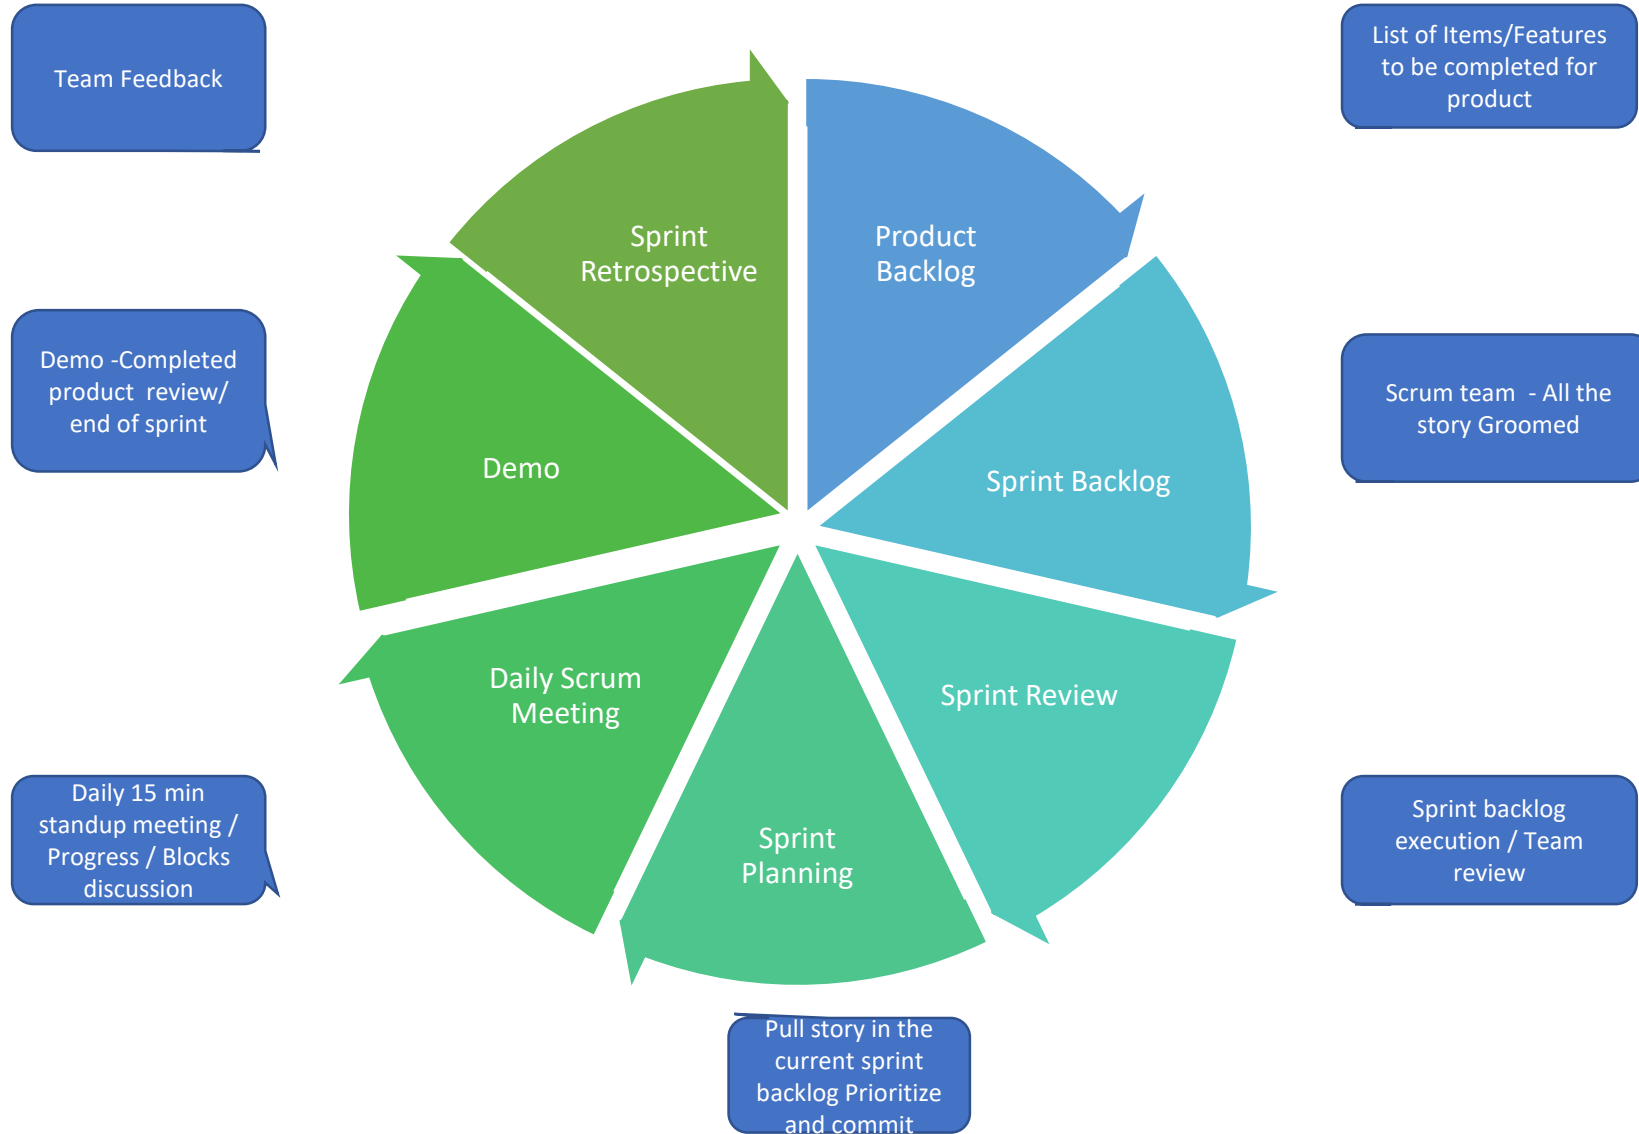 Team Feedback
List of Items/Features
to be completed for
product
Sprint
Retrospective
Product
Backlog
Demo -Completed
product  review/
end of sprint
Scrum team  - All the
story Groomed
Demo
Sprint Backlog
Daily Scrum
Meeting
Sprint Review
Daily 15 min
standup meeting /
Progress / Blocks
discussion
Sprint
Planning
Sprint backlog
execution / Team
review
Pull story in the
current sprint
backlog Prioritize
and commit